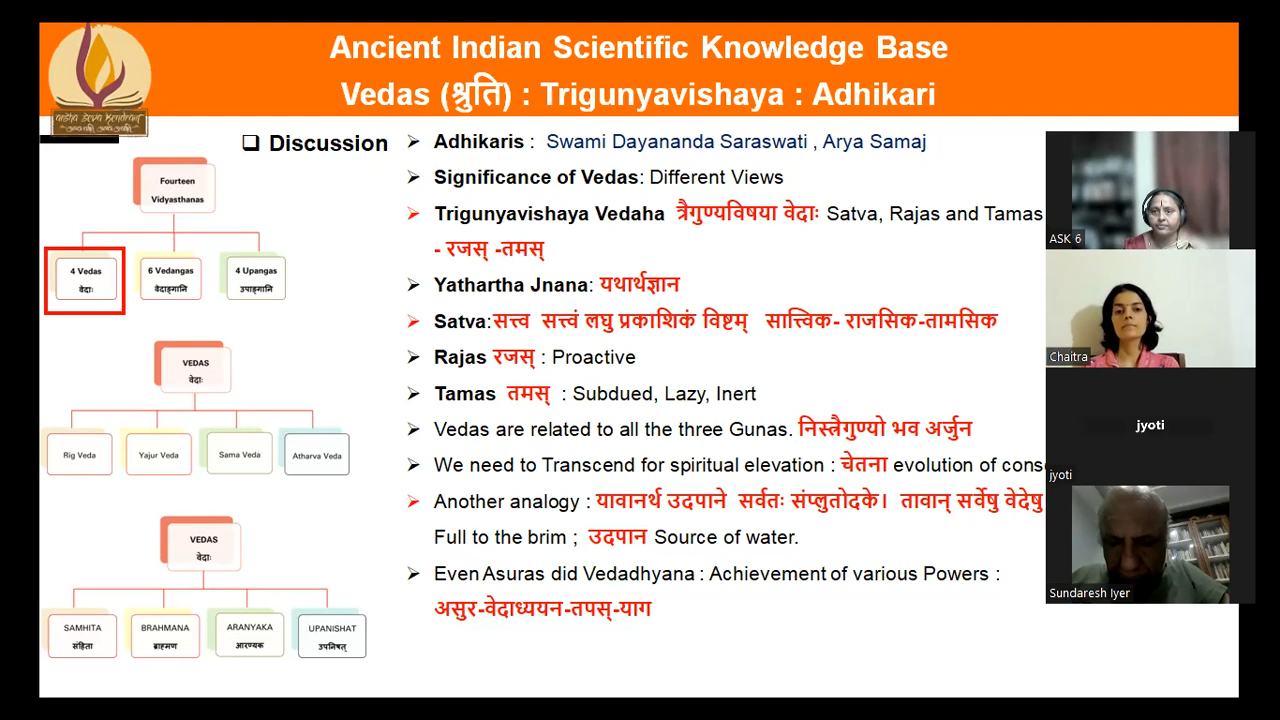 Ancient Indian Scientific Knowledge Base
Vedas (श्रुति) : Trigunyavishaya : Adhikari
arsha seva kendram
❑ Discussion
Fourteen
Vidyasthanas
4 Vedas
वेदाः
6 Vedangas
वेदाङ्गानि
4 Upangas
उपाङ्गानि
VEDAS
वेदाः
Rig Veda
Yajur Veda
Sama Veda
Atharva Veda
VEDAS
वेदाः
SAMHITA
संहिता
BRAHMANA
ब्राह्मण
ARANYAKA
आरण्यक
UPANISHAT
उपनिषत्
➢ Adhikaris : Swami Dayananda Saraswati , Arya Samaj
➢ Significance of Vedas: Different Views
➢ Trigunyavishaya Vedaha त्रैगुण्यविषया वेदाः Satva, Rajas and Tamas
- रजस् -तमस्
➢ Yathartha Jnana: यथार्थज्ञान
➢ Satva:सत्त्व सत्त्वं लघु प्रकाशिकं विष्टम् सात्त्विक- राजसिक-तामसिक
➢ Rajas रजस् : Proactive
➢ Tamas तमस् : Subdued, Lazy, Inert
➢ Vedas are related to all the three Gunas. निस्त्रैगुण्यो भव अर्जुन
➢ We need to Transcend for spiritual elevation : चेतना evolution of cons
➢ Another analogy : यावानर्थ उदपाने सर्वतः संप्लुतोदके। तावान् सर्वेषु वेदेषु
Full to the brim ; उदपान Source of water.
➢ Even Asuras did Vedadhyana : Achievement of various Powers :
असुर-वेदाध्ययन-तपस्-याग
ASK 6
Chaitra
jyoti
jyoti
Sundaresh Iyer